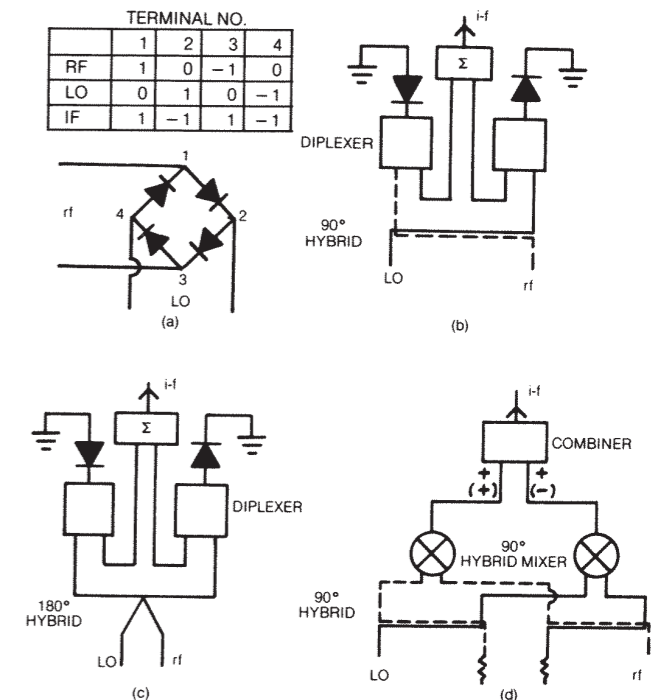 TERMINAL NO.
1 2 3 4
RF 1 0 −1 0
LO 0 1 0 −1
IF 1 −1 1 −1
1
rf 4 2
3
LO
(a)
i-f
Σ
DIPLEXER
90°
HYBRID
LO
rf
(b)
i-f
Σ
DIPLEXER
180°
HYBRID
LO rf
(c)
i-f
COMBINER
+ +
(+) (−)
90°
HYBRID MIXER
90°
HYBRID
LO rf
(d)